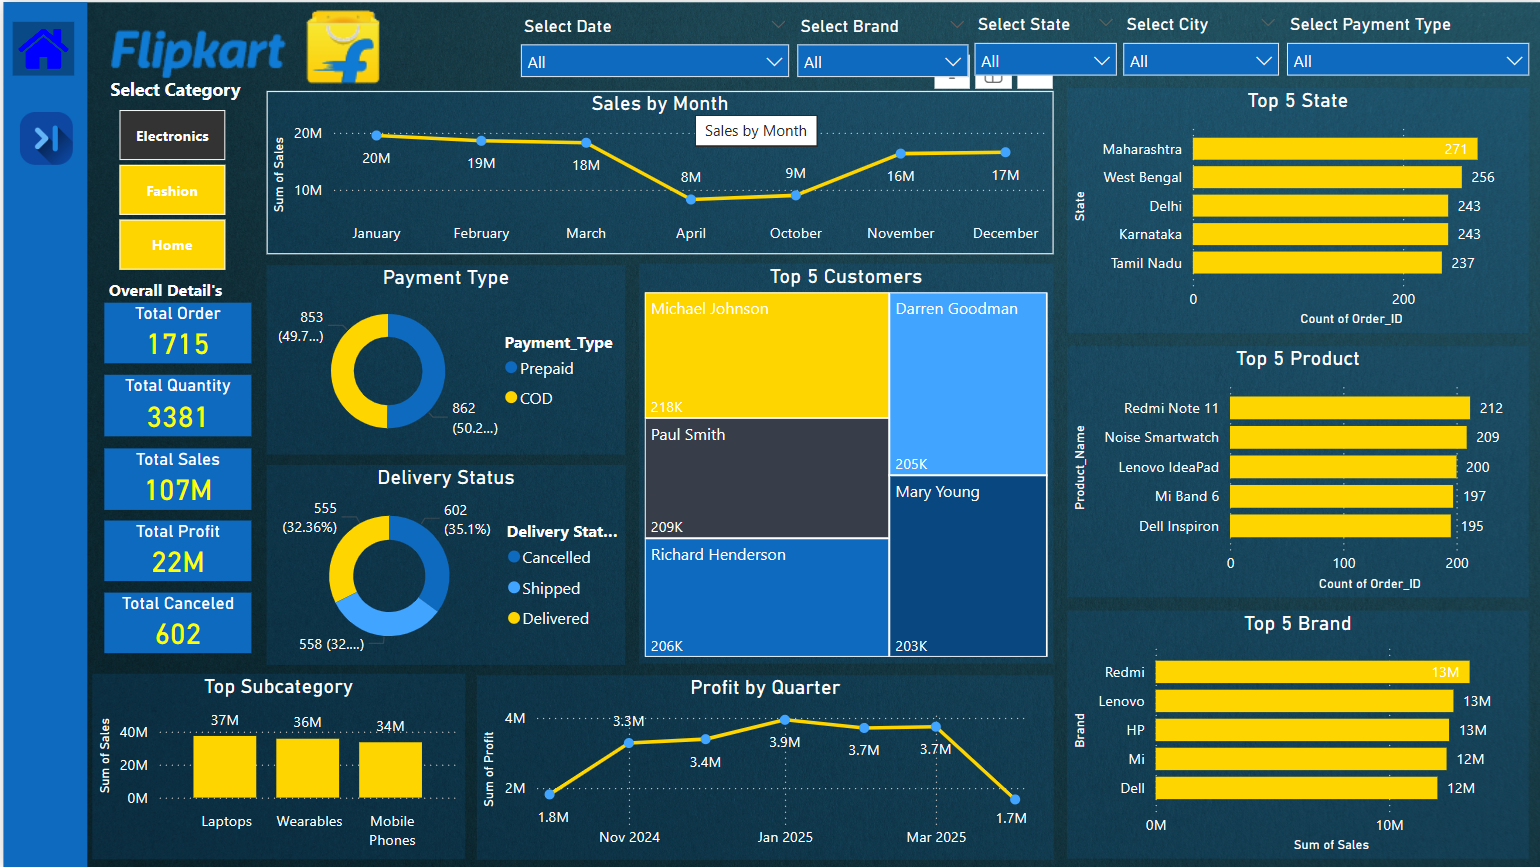 Flipkart
Select Date
All
Select Brand
All
Select State
All
Select City
All
Select Payment Type
All
Select Category
Electronics
Fashion
Home
Overall Detail's
Total Order
1715
Total Quantity
3381
Total Sales
107M
Total Profit
22M
Total Canceled
602
Sales by Month
Sales by Month
Sum of Sales
20M
10M
20M
19M
18M
8M
9M
16M
17M
January
February
March
April
October
November
December
Payment Type
853
(49.7...)
862
(50.2...)
Payment_Type
Prepaid
COD
Delivery Status
555
(32.36%)
602
(35.1%)
558 (32....)
Delivery Stat...
Cancelled
Shipped
Delivered
Top 5 Customers
Michael Johnson
218K
Paul Smith
209K
Richard Henderson
206K
Darren Goodman
205K
Mary Young
203K
Top 5 State
State
Maharashtra
271
West Bengal
256
Delhi
243
Karnataka
243
Tamil Nadu
237
0
200
Count of Order_ID
Top 5 Product
Product_Name
Redmi Note 11
212
Noise Smartwatch
209
Lenovo IdeaPad
200
Mi Band 6
197
Dell Inspiron
195
0
100
200
Count of Order_ID
Top 5 Brand
Brand
Redmi
13M
Lenovo
13M
HP
13M
Mi
12M
Dell
12M
0M
10M
Sum of Sales
Top Subcategory
Sum of Sales
40M
20M
0M
37M
36M
34M
Laptops
Wearables
Mobile
Phones
Profit by Quarter
Sum of Profit
4M
2M
1.8M
3.3M
3.4M
3.9M
3.7M
3.7M
1.7M
Nov 2024
Jan 2025
Mar 2025